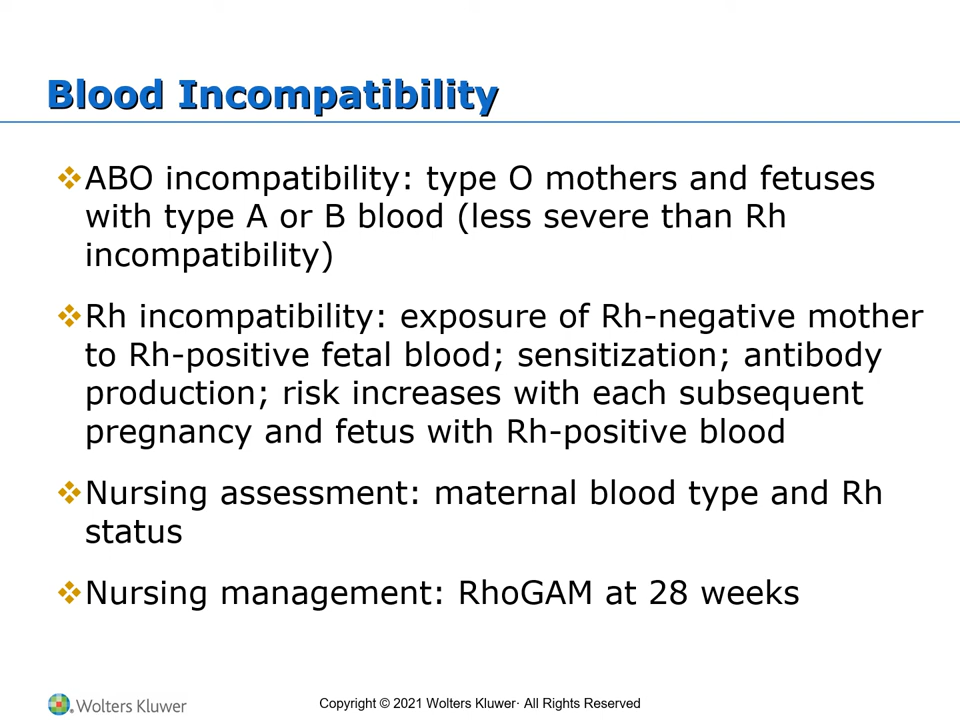 Blood Incompatibility
ABO incompatibility: type O mothers and fetuses
with type A or B blood (less severe than Rh
incompatibility)
Rh incompatibility: exposure of Rh-negative mother
to Rh-positive fetal blood; sensitization; antibody
production; risk increases with each subsequent
pregnancy and fetus with Rh-positive blood
Nursing assessment: maternal blood type and Rh
status
Nursing management: RhoGAM at 28 weeks
Wolters Kluwer
Copyright © 2021 Wolters Kluwer· All Rights Reserved